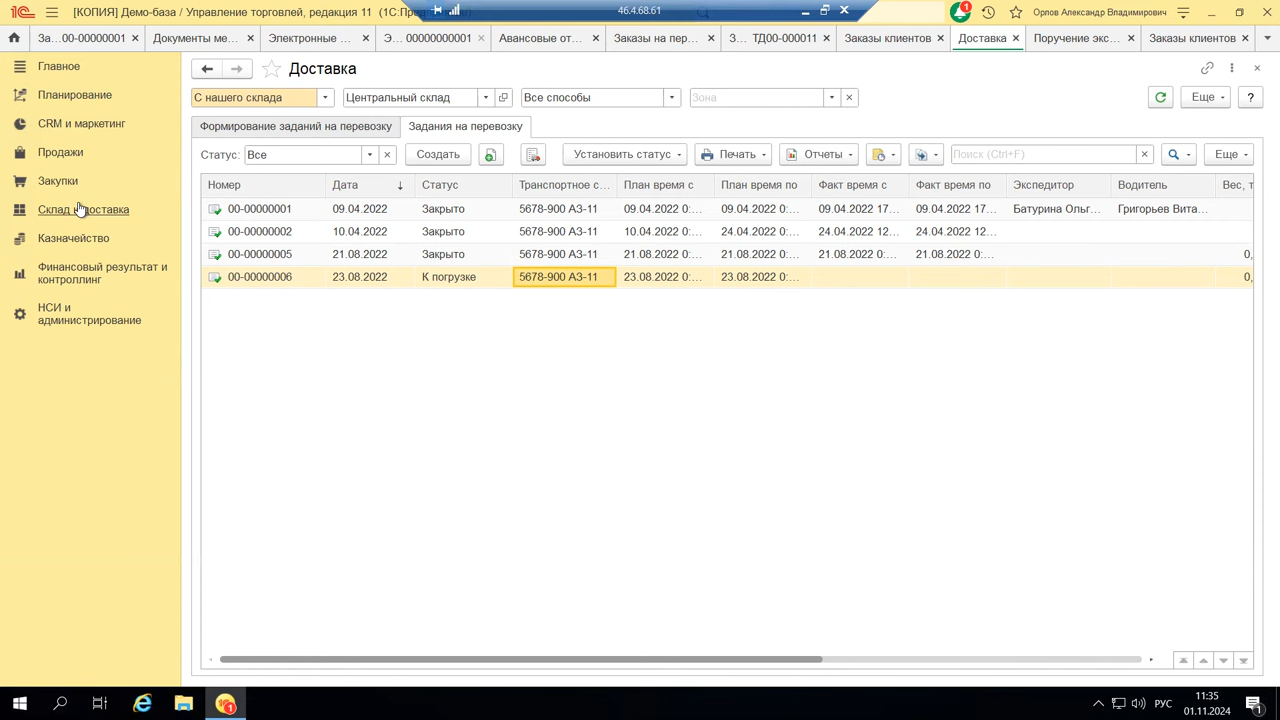 [КОПИЯ] Демо-база / Управление торговлей, редакция 11 (1С:Пред
46.4.68.61
1
Орлов Александр Владимирович
За...00-00000001
Документы ме...
Электронные ...
Э... 00000000001
Авансовые от...
Заказы на пер...
З... ТД00-000011
Заказы клиентов
Доставка
Поручение экс...
Заказы клиентов
Главное
Планирование
CRM и маркетинг
Продажи
Закупки
Склад и доставка
Казначейство
Финансовый результат и
контроллинг
НСИ и
администрирование
Доставка
С нашего склада
Центральный склад
Все способы
Зона
Еще
?
Формирование заданий на перевозку
Задания на перевозку
Статус:
Все
Создать
Установить статус
Печать
Отчеты
Поиск (Ctrl+F)
Еще
Номер Дата Статус Транспортное с... План время с План время по Факт время с Факт время по Экспедитор Водитель Вес, т
00-00000001 09.04.2022 Закрыто 5678-900 АЗ-11 09.04.2022 0:... 09.04.2022 0:... 09.04.2022 17... 09.04.2022 17... Батурина Ольг... Григорьев Вита...
00-00000002 10.04.2022 Закрыто 5678-900 АЗ-11 10.04.2022 0:... 24.04.2022 0:... 24.04.2022 12... 24.04.2022 12...
00-00000005 21.08.2022 Закрыто 5678-900 АЗ-11 21.08.2022 0:... 21.08.2022 0:... 21.08.2022 0:... 21.08.2022 0:... 0,
00-00000006 23.08.2022 К погрузке 5678-900 АЗ-11 23.08.2022 0:... 23.08.2022 0:... 0,
1
РУС
11:35
01.11.2024
1